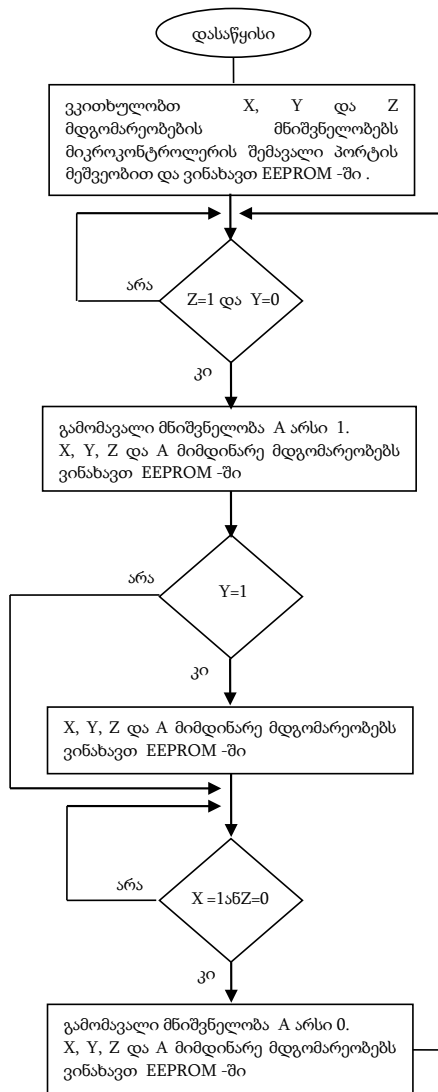 დასაწყისი
ვკითხულობთ X, Y და Z
მდგომარეობების მნიშვნელობებს
მიკროკონტროლერის შემავალი პორტის
მეშვეობით და ვინახავთ EEPROM -ში .
არა
Z=1 და Y=0
კი
გამომავალი მნიშვნელობა A არსი 1.
X, Y, Z და A მიმდინარე მდგომარეობებს
ვინახავთ EEPROM -ში
არა
Y=1
კი
X, Y, Z და A მიმდინარე მდგომარეობებს
ვინახავთ EEPROM -ში
არა
X =1ანZ=0
კი
გამომავალი მნიშვნელობა A არსი 0.
X, Y, Z და A მიმდინარე მდგომარეობებს
ვინახავთ EEPROM -ში